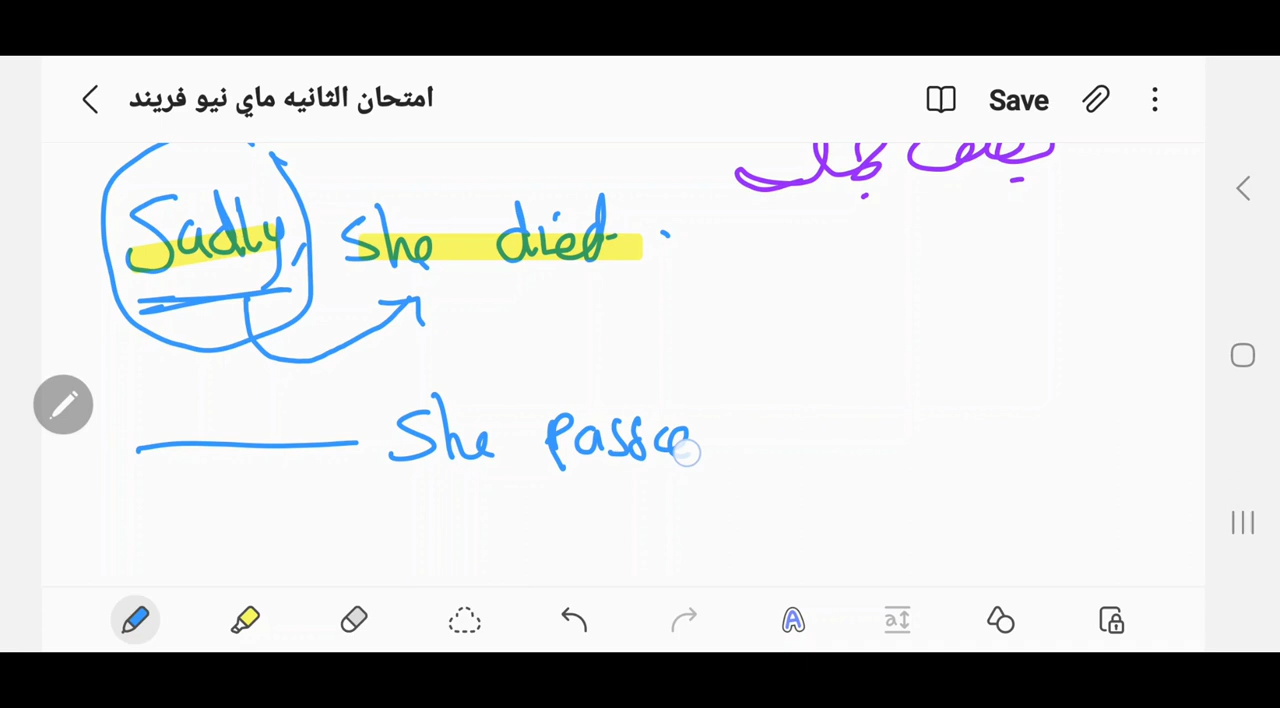 امتحان الثانيه ماي نيو فريند
Save
Sadly, she died.
She passe